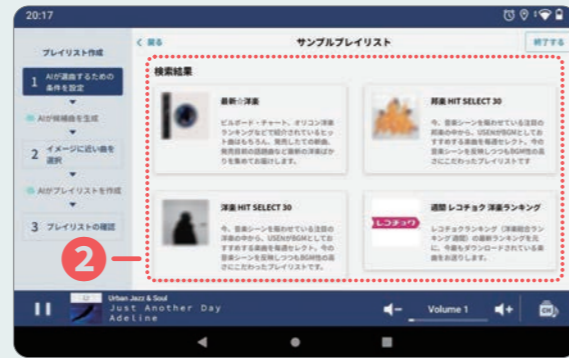 20:17
戻る
サンプルプレイリスト
終了する
プレイリスト作成
1 AIが選曲するための
条件を設定
AIが候補曲を生成
2 イメージに近い曲を
選択
AIがプレイリストを作成
3 プレイリストの確認
検索結果
最新☆洋楽
ビルボード・チャート、オリコン洋楽
ランキングなどで紹介されているヒッ
ト曲はもちろん、発売したての新曲、
発売前の話題曲など最新の洋楽ばか
りを集めてお届けします。
邦楽 HIT SELECT 30
今、音楽シーンを賑わせている注目の
邦楽の中から、USENがBGMとしてお
すすめする楽曲を毎週セレクト。今の
音楽シーンを反映しつつもBGM性の高
さにこだわったプレイリストです
洋楽 HIT SELECT 30
今、音楽シーンを賑わせている注目の
洋楽の中から、USENがBGMとしてお
すすめする楽曲を毎週セレクト。今の
音楽シーンを反映しつつもBGM性の高
さにこだわったプレイリストです。
レコチョク
週間 レコチョク 洋楽ランキング
レコチョクランキング（洋楽総合ラン
キング 週間）の最新ランキングを元
に、今最もダウンロードされている楽
曲をお送りします。
2
Urban Jazz & Soul
Just Another Day
Adeline
Volume 1